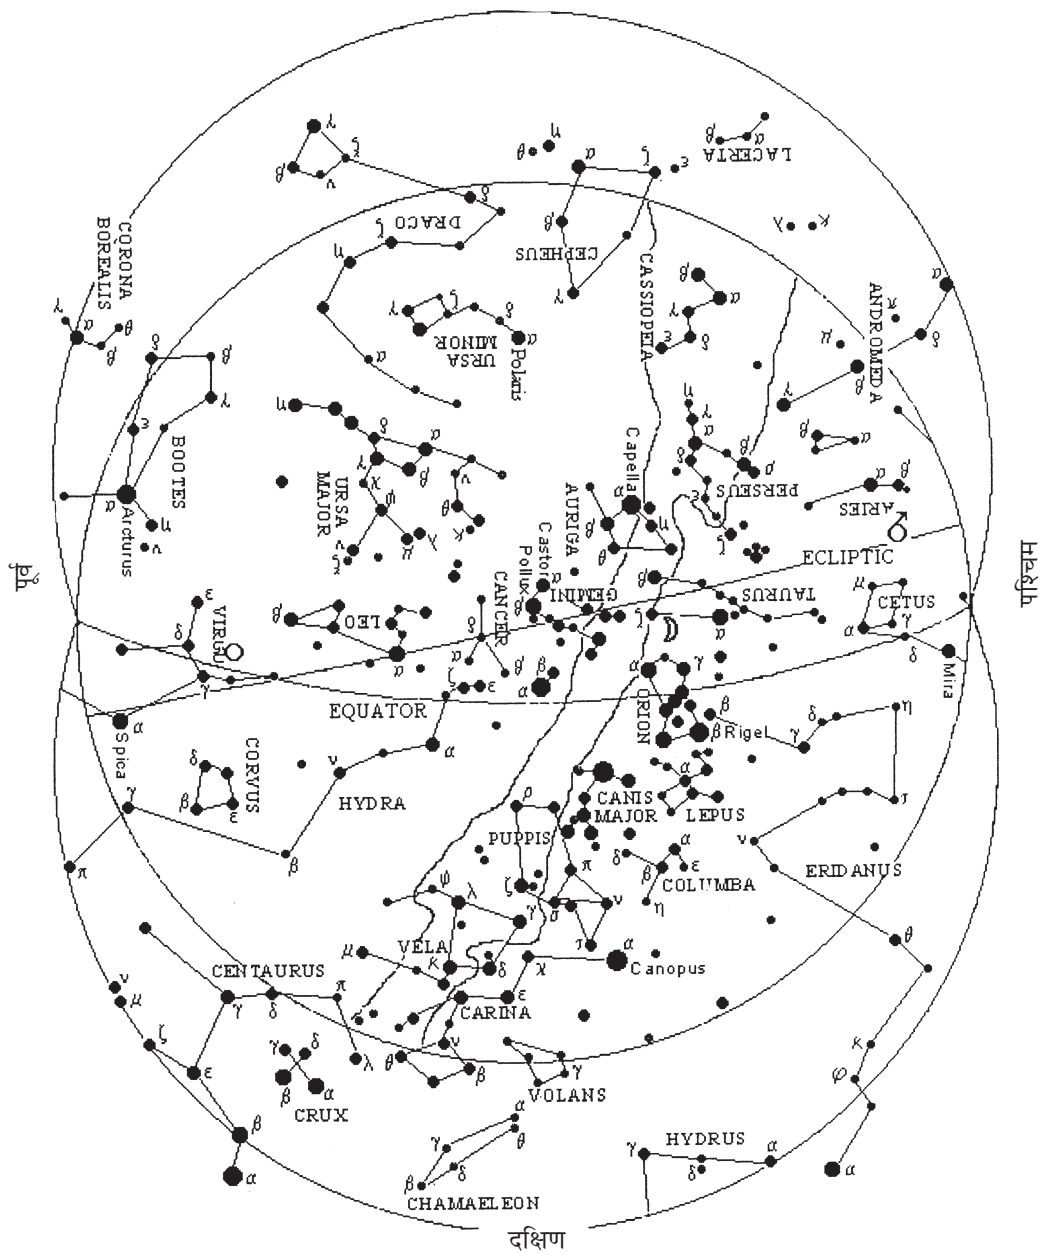 LACERTA
β
α
γ
β
ν
ξ
θ
η
α
ζ
ε
β
CEPHEUS
γ
δ
DRACO
ζ
η
λ
κ
CORONA
BOREALIS
γ
α
β
θ
CASSIOPEIA
β
α
γ
δ
ε
ANDROMEDA
α
π
δ
μ
β
γ
γ
ζ
δ
α
URSA
MINOR
Polaris
δ
β
γ
ε
BOOTES
α
Arcturus
η
ν
δ
α
γ
β
χ
ψ
URSA
MAJOR
ν
ξ
μ
λ
ν
θ
κ
Capella
α
AURIGA
β
η
θ
η
γ
α
β
ρ
δ
ε
PERSEUS
ζ
β
α
α
β
ARIES
♂
ECLIPTIC
पूर्व
पश्चिम
Castor
Pollux
α
β
GEMINI
CANCER
δ
α
β
β
TAURUS
ζ
α
μ
CETUS
α
γ
δ
Mira
ε
VIRGO
δ
γ
β
LEO
α
EQUATOR
α
Spica
ζ
ε
β
α
α
γ
ORION
β
β Rigel
δ
γ
η
τ
ν
δ
CORVUS
β
ε
ν
α
HYDRA
β
γ
π
ρ
PUPPIS
CANIS
MAJOR
α
LEPUS
α
δ
β
ε
COLUMBA
η
ERIDANUS
θ
ζ
π
σ
ν
τ
α
Canopus
ψ
λ
γ
VELA
μ
κ
δ
χ
ε
CARINA
CENTAURUS
ν
μ
ζ
ε
γ
δ
π
λ
γ
δ
β
α
CRUX
θ
ν
β
γ
VOLANS
κ
φ
β
α
α
θ
γ
δ
β
CHAMAELEON
HYDRUS
γ
δ
α
α
दक्षिण